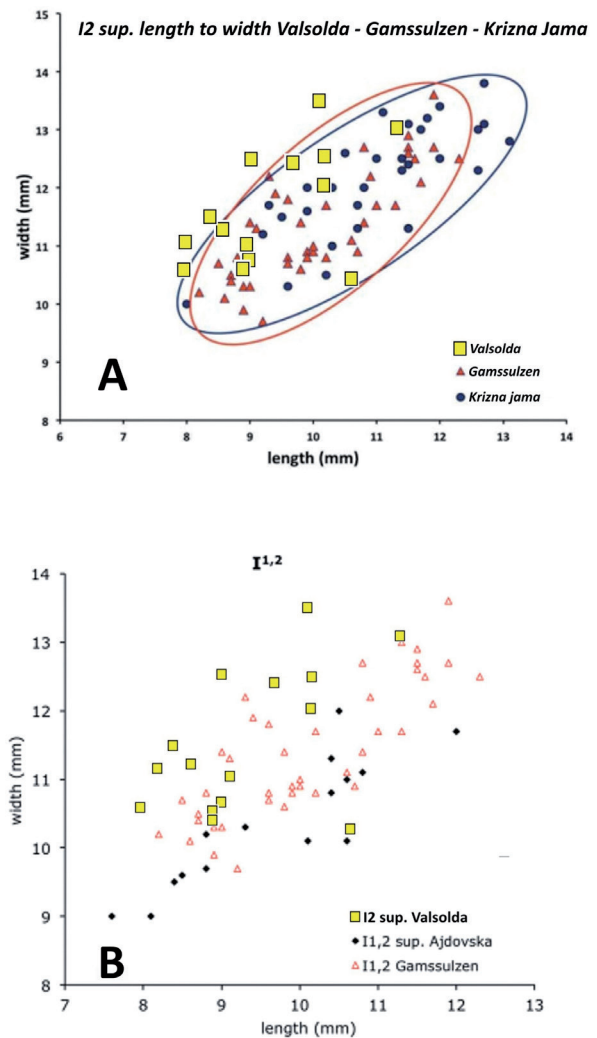 I2 sup. length to width Valsolda - Gamssulzen - Krizna Jama
15
14
13
12
11
10
9
8
width (mm)
A
Valsolda
Gamssulzen
Krizna jama
6 7 8 9 10 11 12 13 14
length (mm)
I1,2
14
13
12
11
10
9
8
width (mm)
B
I2 sup. Valsolda
I1,2 sup. Ajdovska
I1,2 Gamssulzen
7 8 9 10 11 12 13
length (mm)